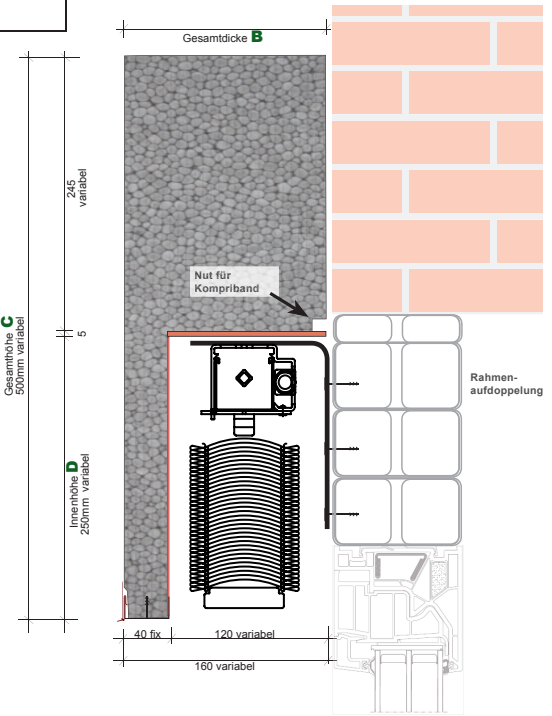 Gesamtdicke B
245
variabel
Nut für
Kompriband
5
Gesamthöhe C
500mm variabel
Rahmen-
aufdoppelung
Innenhöhe D
250mm variabel
40 fix
120 variabel
160 variabel